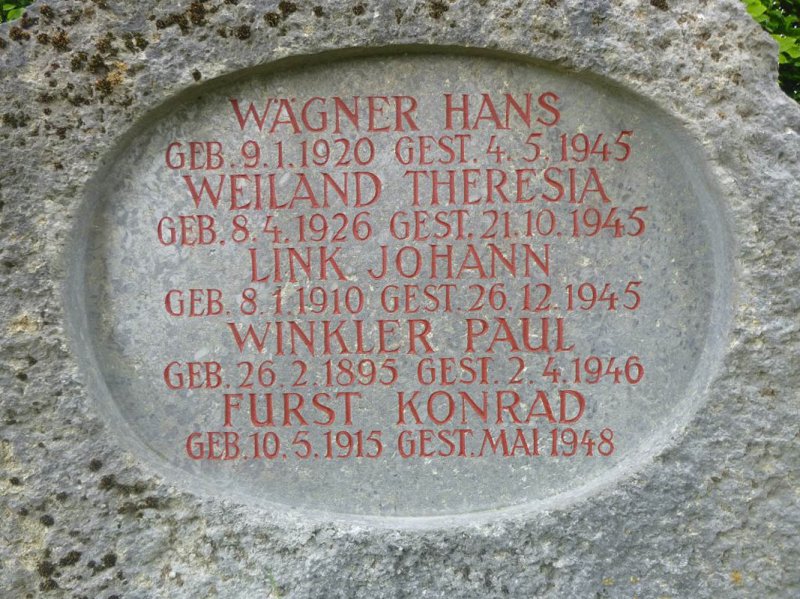 WÄGNER HANS
GEB. 9.1.1920 GEST. 4.5.1945
WEILAND THERESIA
GEB. 8.4.1926 GEST. 21.10.1945
LINK JOHANN
GEB. 8.1.1910 GEST. 26.12.1945
WINKLER PAUL
GEB. 26.2.1895 GEST. 2.4.1946
FURST KONRAD
GEB. 10.5.1915 GEST. MAI 1948